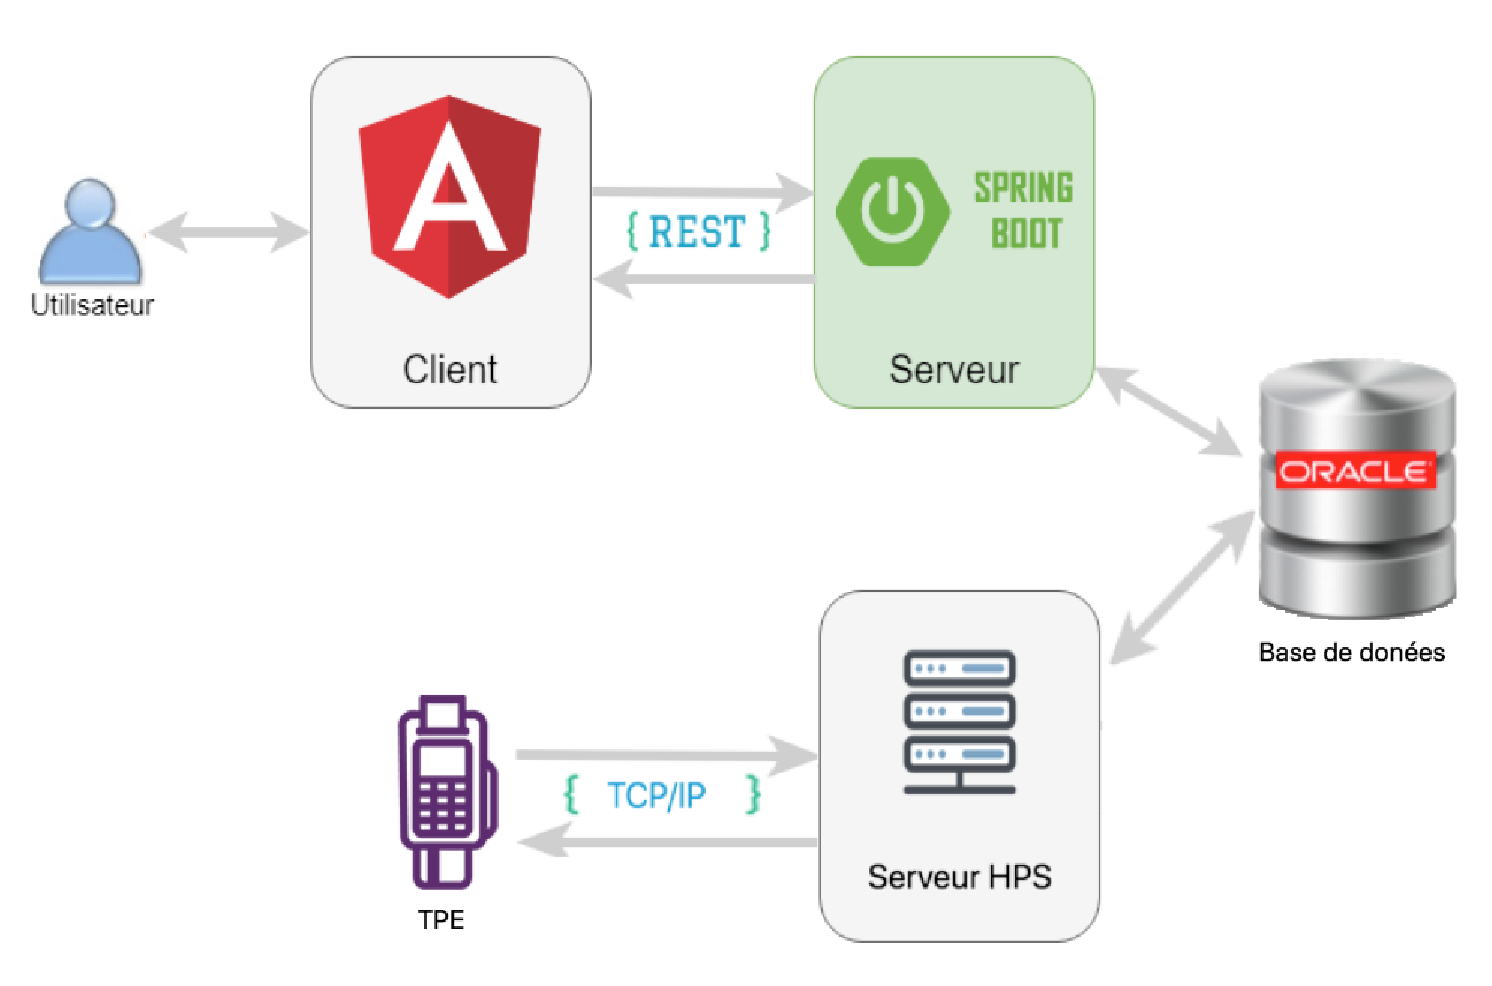 Utilisateur
A
Client
{ REST }
SPRING
BOOT
Serveur
ORACLE
Base de donées
TPE
{ TCP/IP }
Serveur HPS